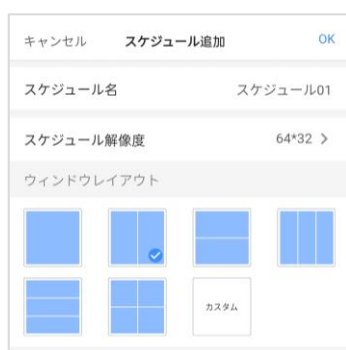 キャンセル スケジュール追加 OK
スケジュール名 スケジュール01
スケジュール解像度 64*32 >
ウィンドウレイアウト
カスタム